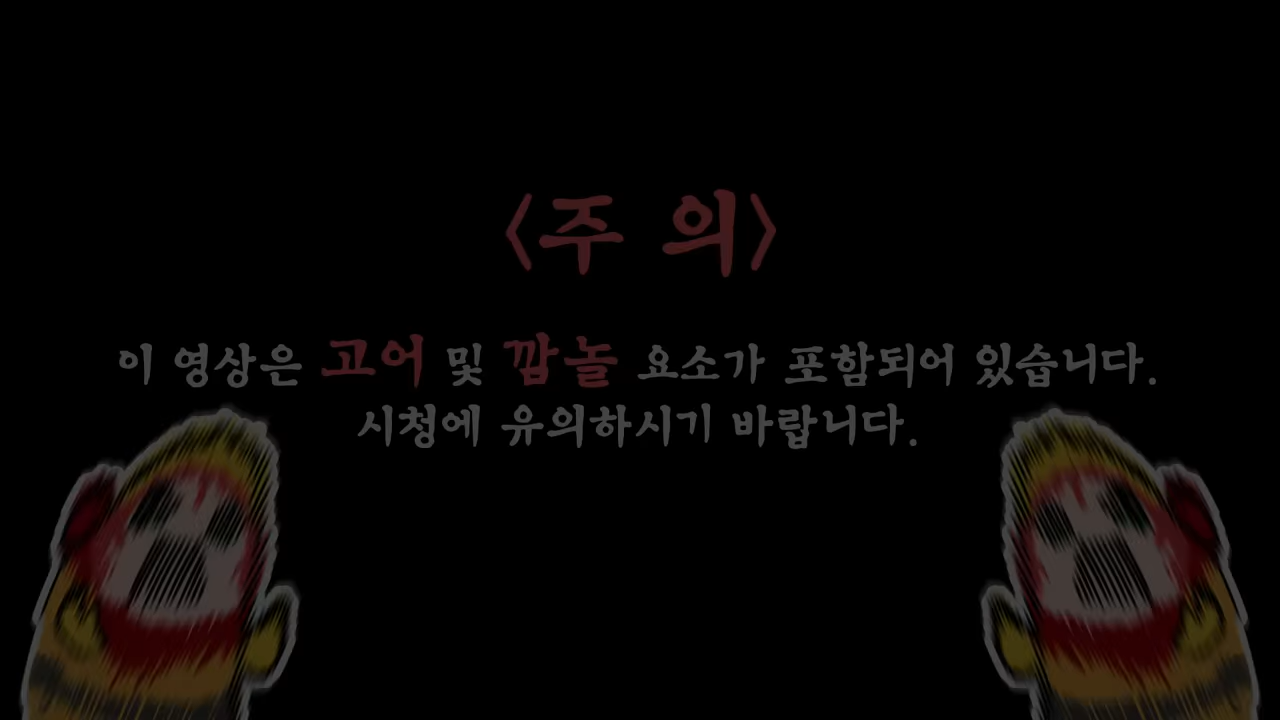 <주 의>
이 영상은 고어 및 깜놀 요소가 포함되어 있습니다.
시청에 유의하시기 바랍니다.